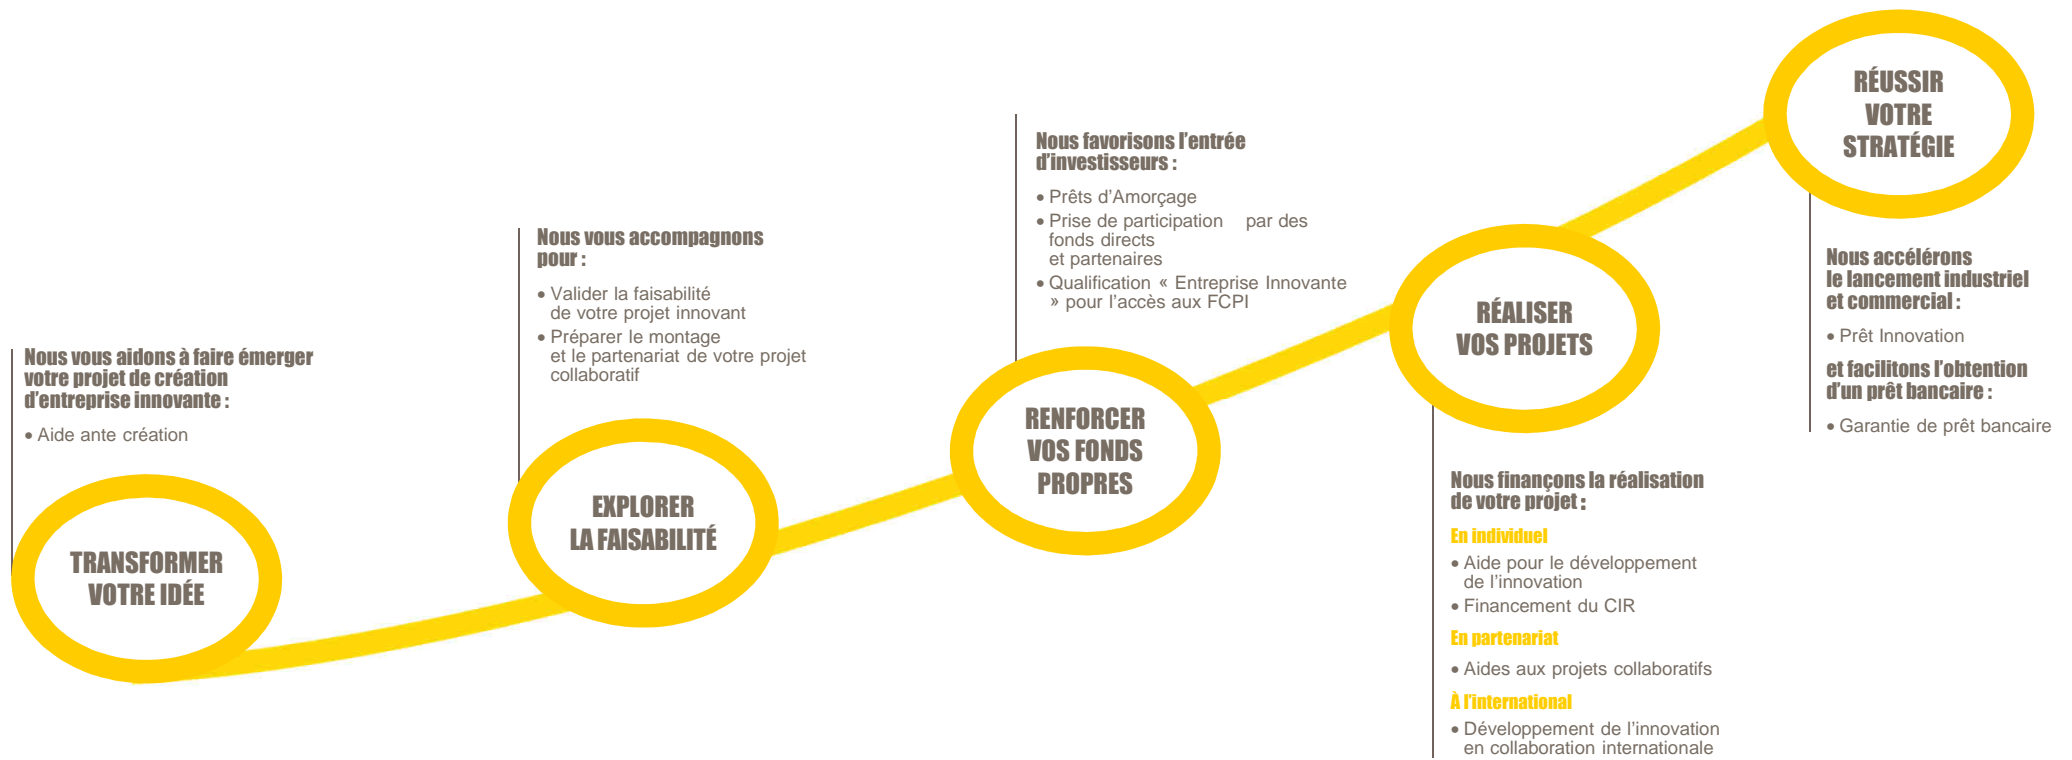 Nous vous aidons à faire émerger
votre projet de création
d’entreprise innovante :
• Aide ante création
TRANSFORMER
VOTRE IDÉE
Nous vous accompagnons
pour :
• Valider la faisabilité
de votre projet innovant
• Préparer le montage
et le partenariat de votre projet
collaboratif
EXPLORER
LA FAISABILITÉ
Nous favorisons l’entrée
d’investisseurs :
• Prêts d’Amorçage
• Prise de participation par des
fonds directs
et partenaires
• Qualification « Entreprise Innovante
» pour l’accès aux FCPI
RENFORCER
VOS FONDS
PROPRES
RÉALISER
VOS PROJETS
Nous finançons la réalisation
de votre projet :
En individuel
• Aide pour le développement
de l’innovation
• Financement du CIR
En partenariat
• Aides aux projets collaboratifs
À l’international
• Développement de l’innovation
en collaboration internationale
RÉUSSIR
VOTRE
STRATÉGIE
Nous accélérons
le lancement industriel
et commercial :
• Prêt Innovation
et facilitons l’obtention
d’un prêt bancaire :
• Garantie de prêt bancaire